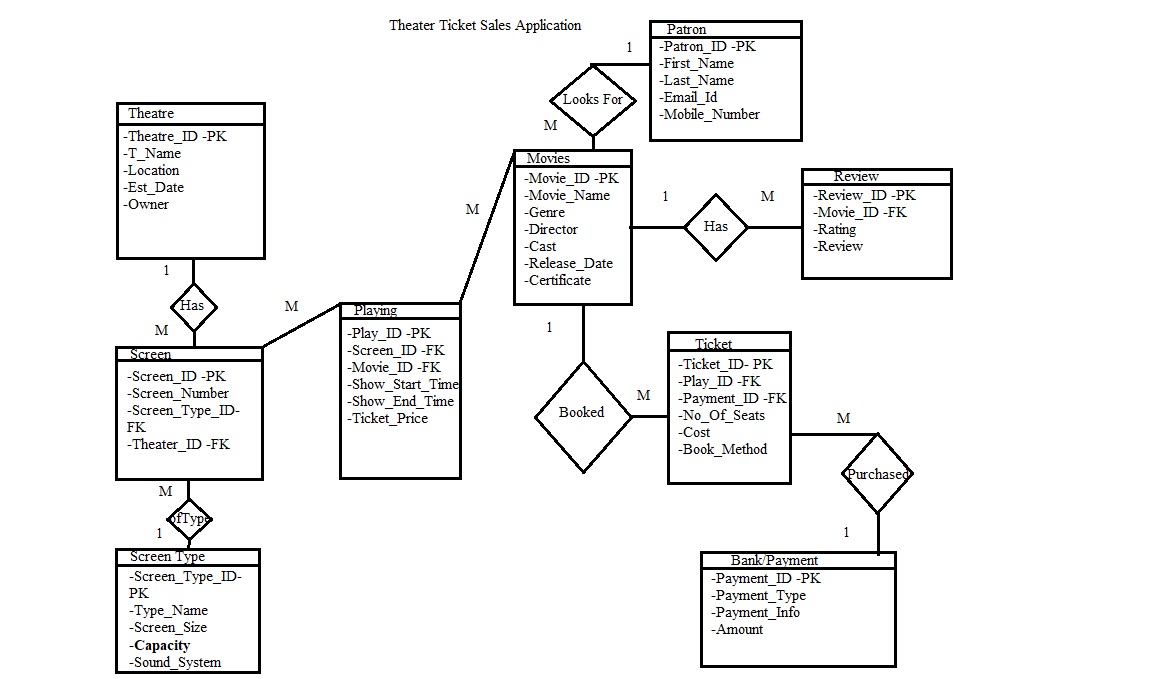 Theater Ticket Sales Application
Patron
-Patron_ID -PK
-First_Name
-Last_Name
-Email_Id
-Mobile_Number
1
Looks For
M
Theatre
-Theatre_ID -PK
-T_Name
-Location
-Est_Date
-Owner
Movies
-Movie_ID -PK
-Movie_Name
-Genre
-Director
-Cast
-Release_Date
-Certificate
1
Has
M
Review
-Review_ID -PK
-Movie_ID -FK
-Rating
-Review
M
1
Has
M
M
Screen
-Screen_ID -PK
-Screen_Number
-Screen_Type_ID-
FK
-Theater_ID -FK
Playing
-Play_ID -PK
-Screen_ID -FK
-Movie_ID -FK
-Show_Start_Time
-Show_End_Time
-Ticket_Price
1
Booked
M
Ticket
-Ticket_ID- PK
-Play_ID -FK
-Payment_ID -FK
-No_Of_Seats
-Cost
-Book_Method
M
Purchased
1
M
ofType
1
Screen Type
-Screen_Type_ID-
PK
-Type_Name
-Screen_Size
-Capacity
-Sound_System
Bank/Payment
-Payment_ID -PK
-Payment_Type
-Payment_Info
-Amount